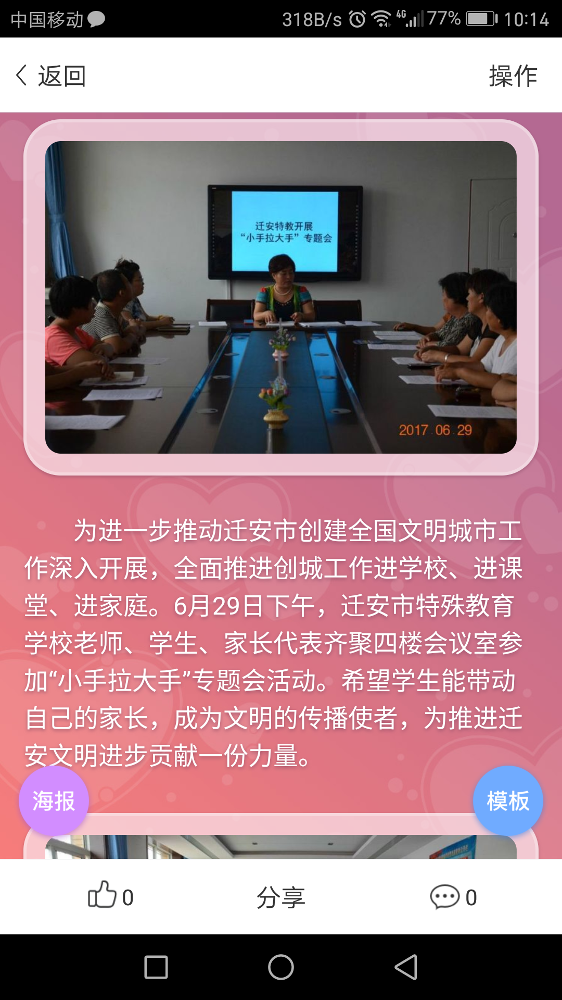 中国移动 318B/s 4G 77% 10:14
返回 操作
迁安特教开展
“小手拉大手”专题会
2017.06.29
为进一步推动迁安市创建全国文明城市工
作深入开展，全面推进创城工作进学校、进课
堂、进家庭。6月29日下午，迁安市特殊教育
学校老师、学生、家长代表齐聚四楼会议室参
加“小手拉大手”专题会活动。希望学生能带动
自己的家长，成为文明的传播使者，为推进迁
安文明进步贡献一份力量。
海报 模板
0 分享 0